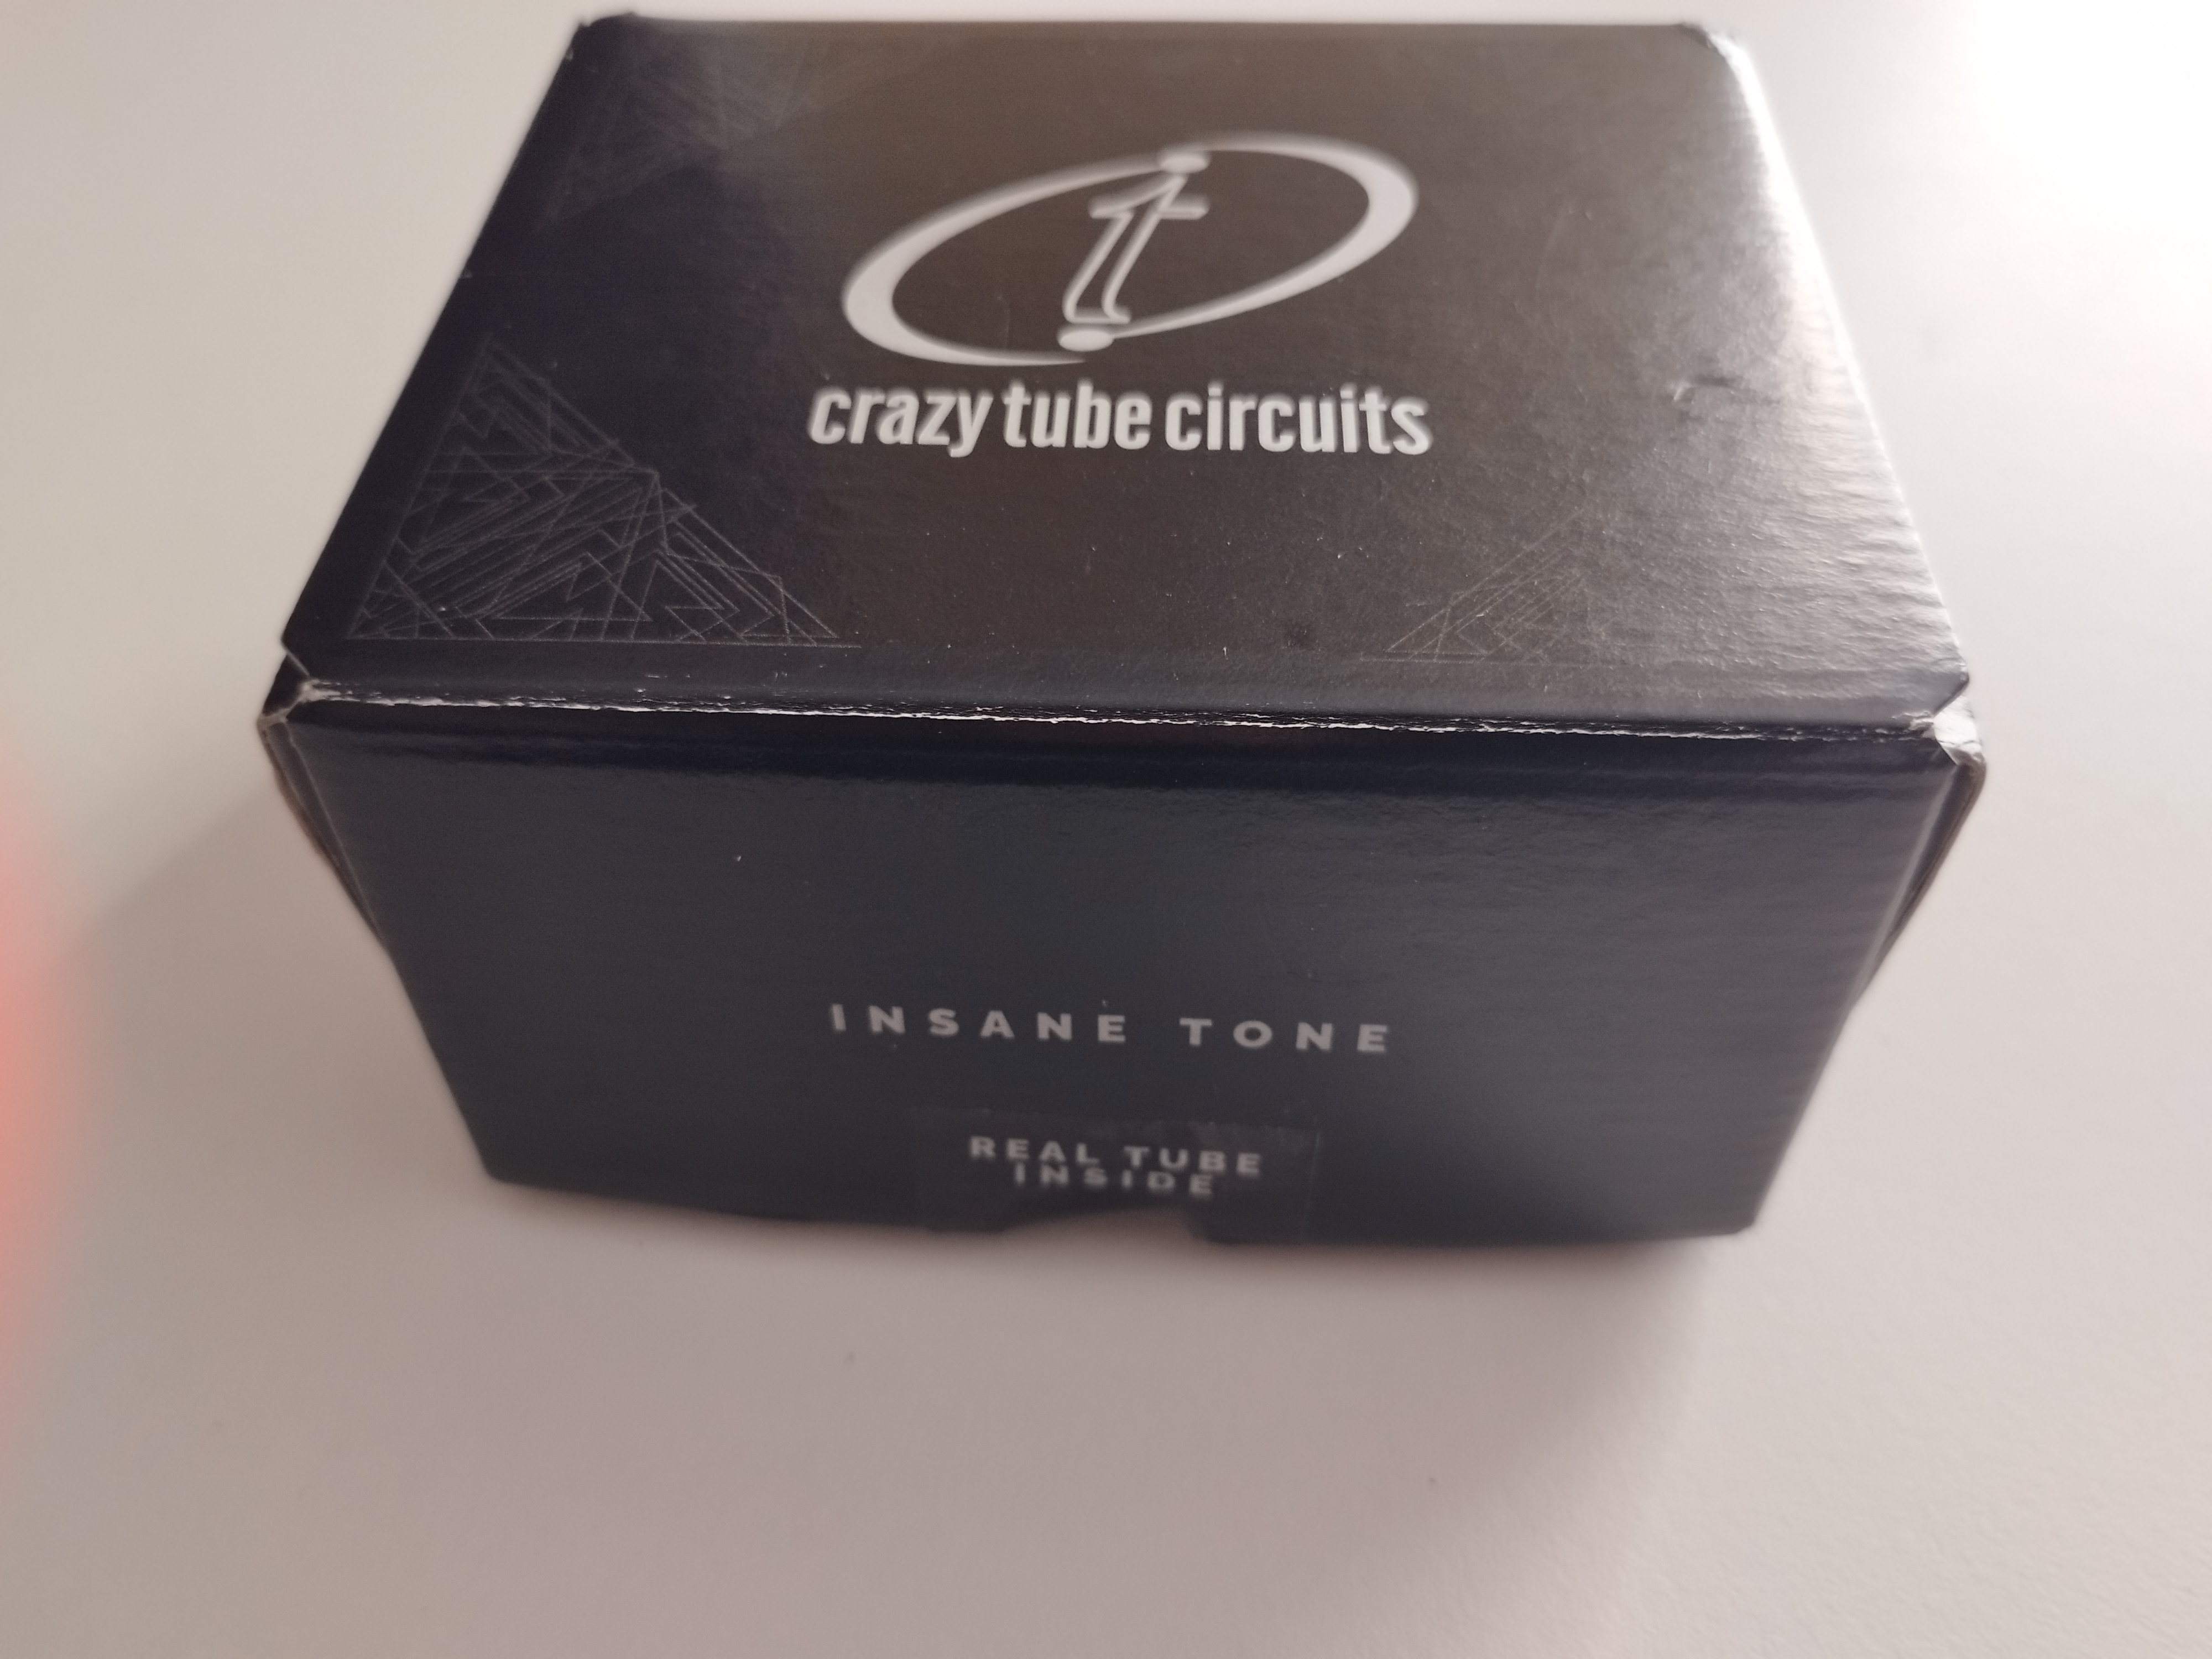 t
crazy tube circuits
INSANE TONE
REAL TUBE
INSIDE